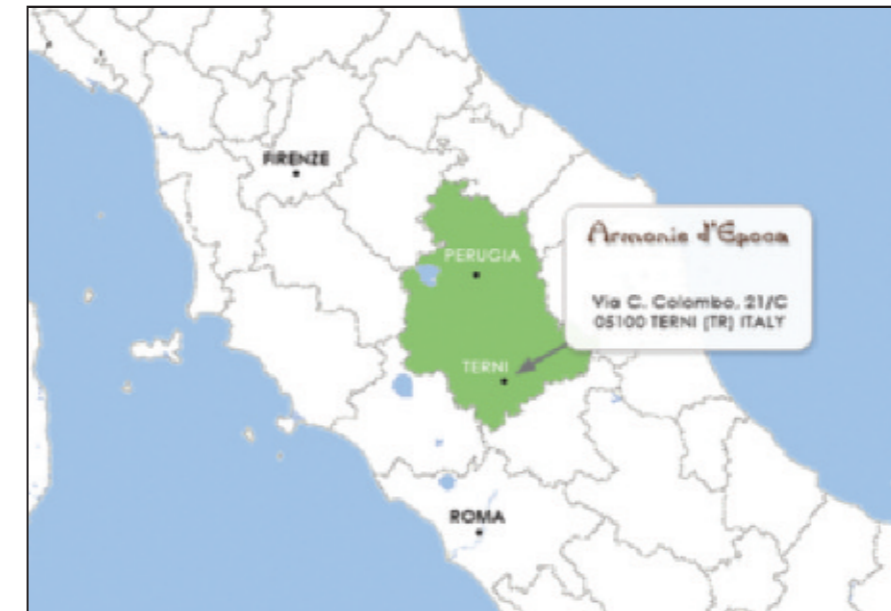 FIRENZE
PERUGIA
Armonie d'Epoca
Via C. Colombo, 21/C
05100 TERNI (TR) ITALY
TERNI
ROMA